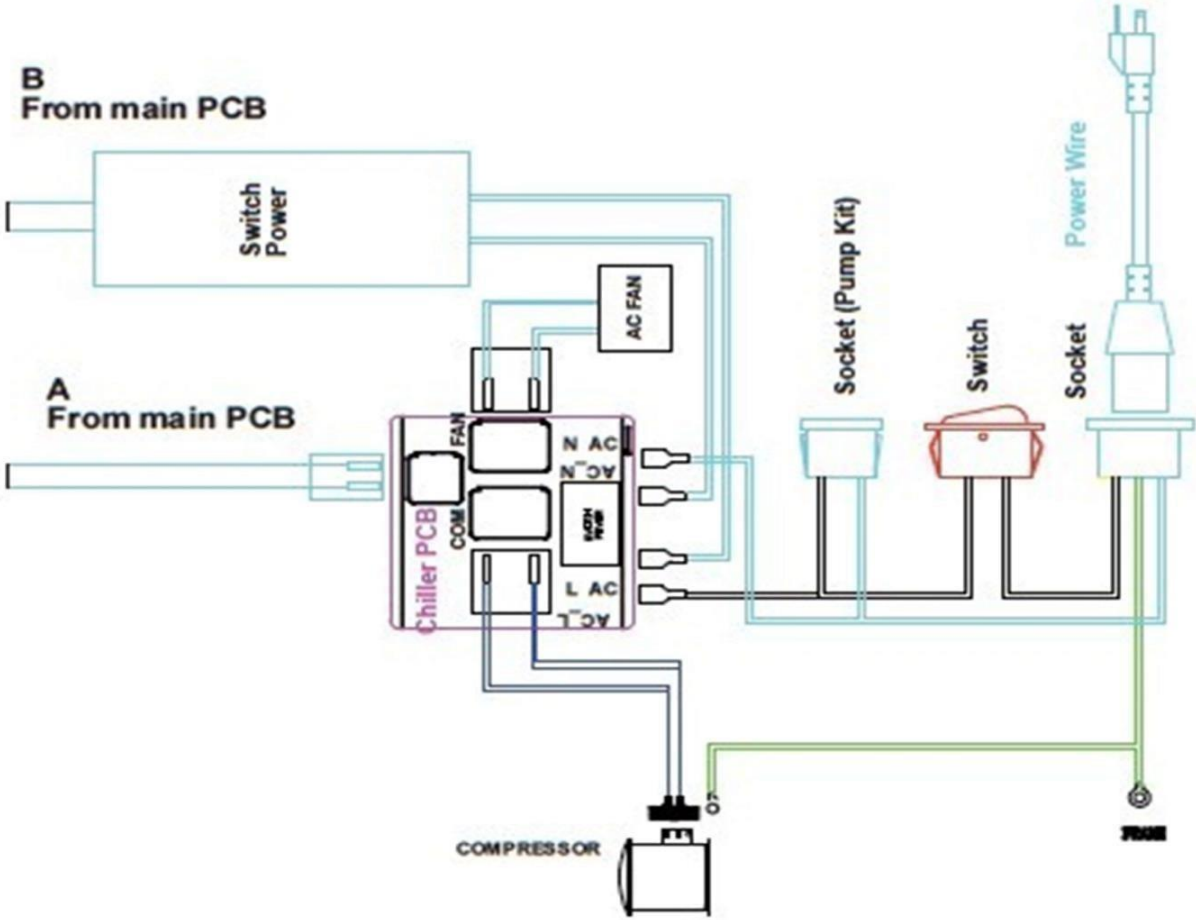 B
From main PCB
Switch
Power
A
From main PCB
AC FAN
Socket (Pump Kit)
Switch
Socket
Power Wire
FAN
COM
Chiller PCB
N AC
AC_N
L AC
AC_L
COMPRESSOR